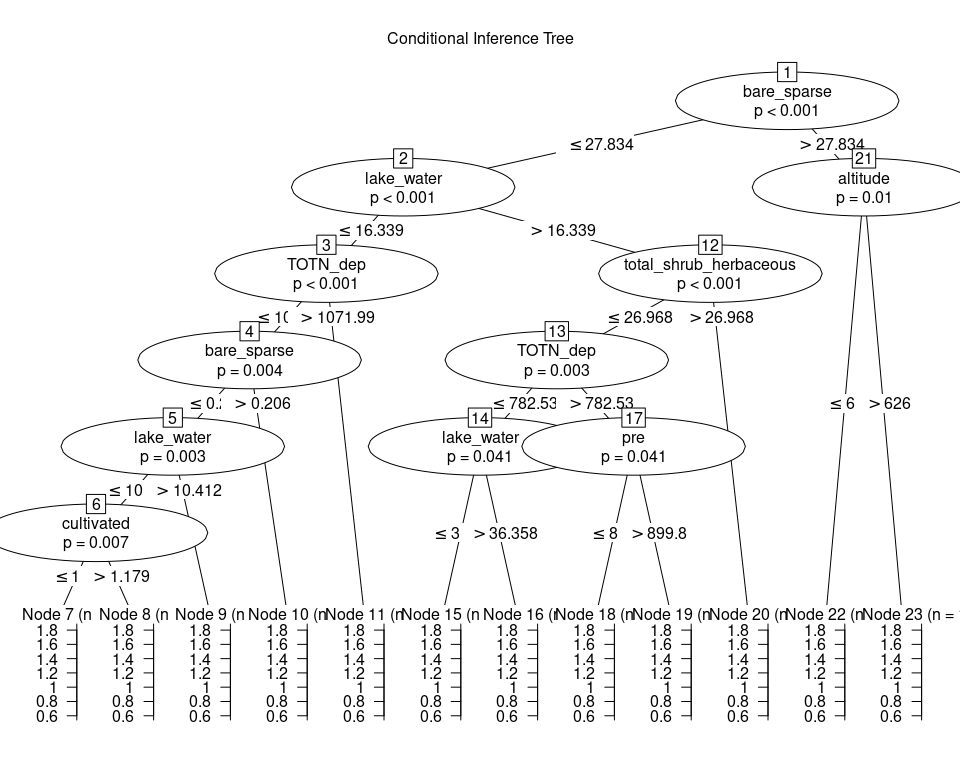 Conditional Inference Tree
1
bare_sparse
p < 0.001
≤ 27.834
> 27.834
2
lake_water
p < 0.001
21
altitude
p = 0.01
≤ 16.339
> 16.339
3
TOTN_dep
p < 0.001
12
total_shrub_herbaceous
p < 0.001
≤ 10
> 1071.99
≤ 26.968
> 26.968
4
bare_sparse
p = 0.004
13
TOTN_dep
p = 0.003
≤ 0.
> 0.206
≤ 782.53
> 782.53
≤ 6
> 626
5
lake_water
p = 0.003
14
lake_water
p = 0.041
17
pre
p = 0.041
≤ 10
> 10.412
6
cultivated
p = 0.007
≤ 3
> 36.358
≤ 8
> 899.8
≤ 1
> 1.179
Node 7 (n
Node 8 (n
Node 9 (n
Node 10 (n
Node 11 (n
Node 15 (n
Node 16 (n
Node 18 (n
Node 19 (n
Node 20 (n
Node 22 (n
Node 23 (n =
1.8 1.8 1.8 1.8 1.8 1.8 1.8 1.8 1.8 1.8 1.8 1.8
1.6 1.6 1.6 1.6 1.6 1.6 1.6 1.6 1.6 1.6 1.6 1.6
1.4 1.4 1.4 1.4 1.4 1.4 1.4 1.4 1.4 1.4 1.4 1.4
1.2 1.2 1.2 1.2 1.2 1.2 1.2 1.2 1.2 1.2 1.2 1.2
1 1 1 1 1 1 1 1 1 1 1 1
0.8 0.8 0.8 0.8 0.8 0.8 0.8 0.8 0.8 0.8 0.8 0.8
0.6 0.6 0.6 0.6 0.6 0.6 0.6 0.6 0.6 0.6 0.6 0.6